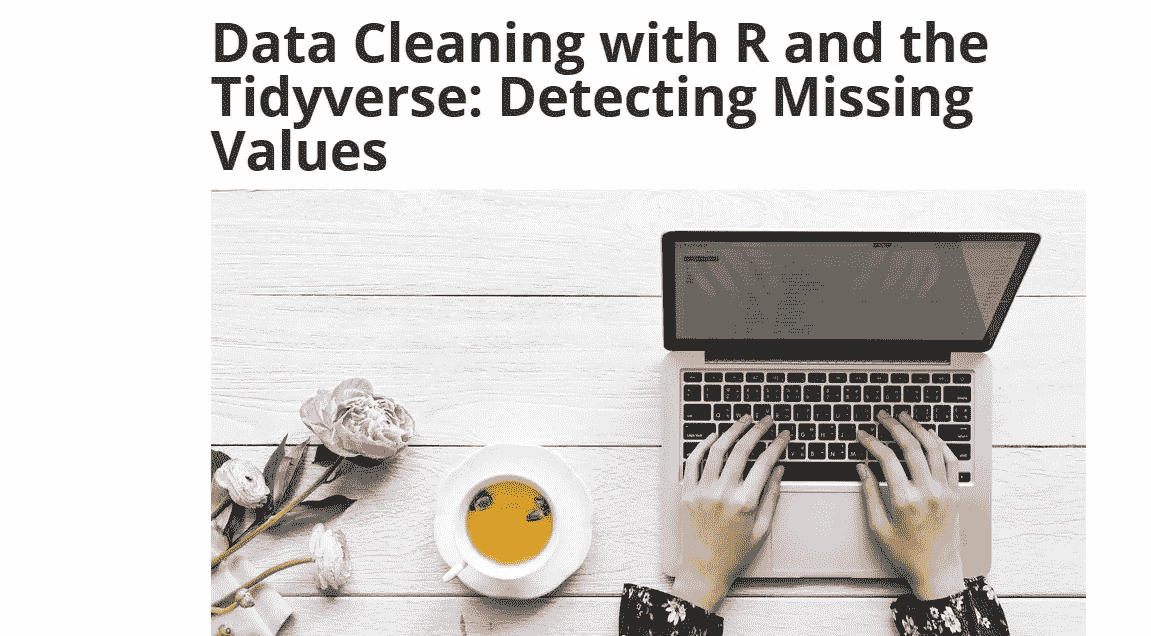 Data Cleaning with R and the
Tidyverse: Detecting Missing
Values